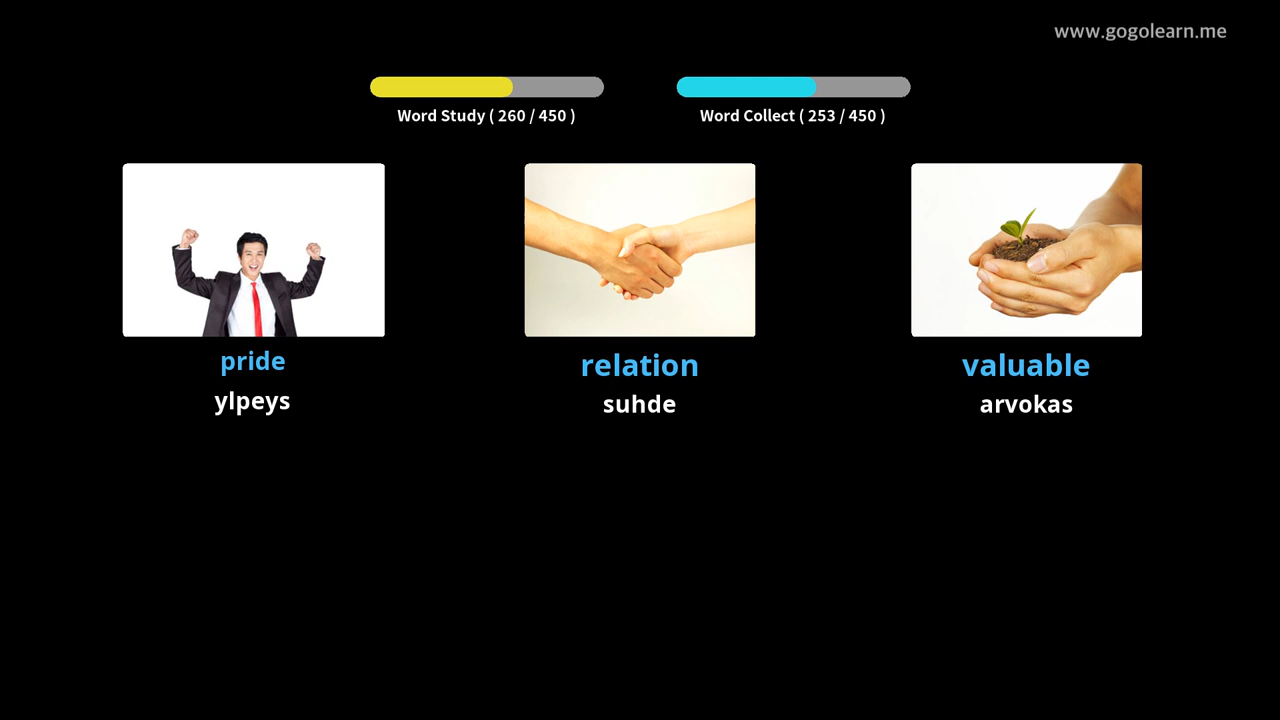 www.gogolearn.me
Word Study ( 260 / 450 )
Word Collect ( 253 / 450 )
pride
ylpeys
relation
suhde
valuable
arvokas